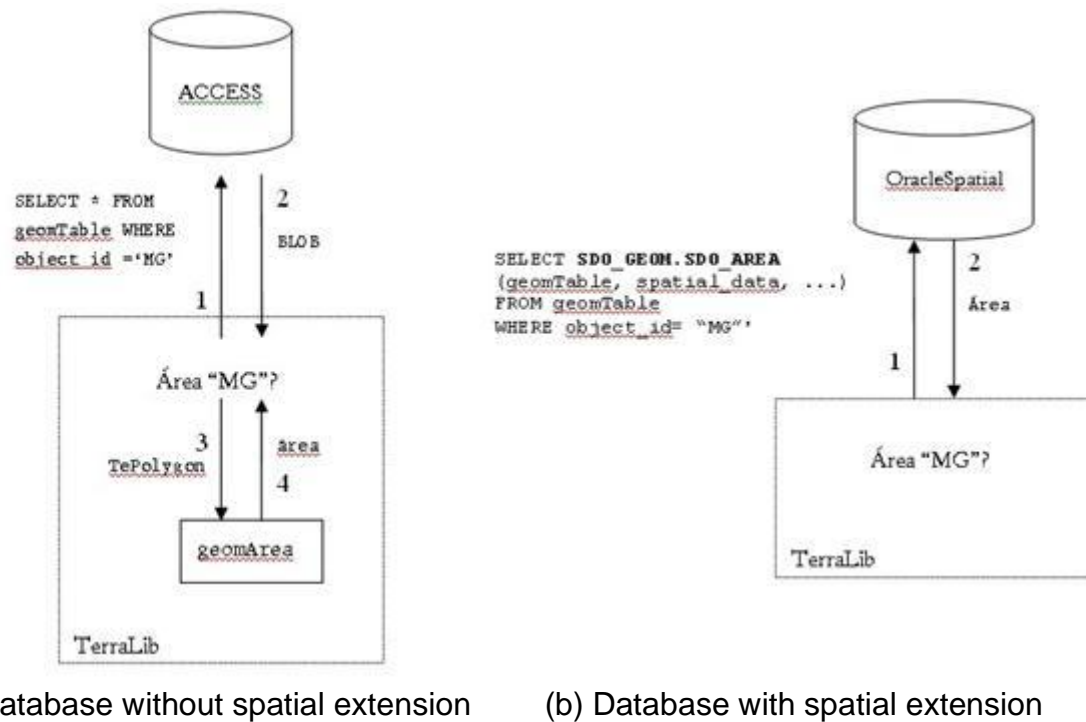 ACCESS
SELECT * FROM
geomTable WHERE
object_id ='MG'
1
2
BLOB
Área “MG”?
3
TePolygon
área
4
geomArea
TerraLib
OracleSpatial
SELECT SDO_GEOM.SDO_AREA
(geomTable, spatial_data, ...)
FROM geomTable
WHERE object_id= “MG”'
1
2
Área
Área “MG”?
TerraLib
atabase without spatial extension
(b) Database with spatial extension